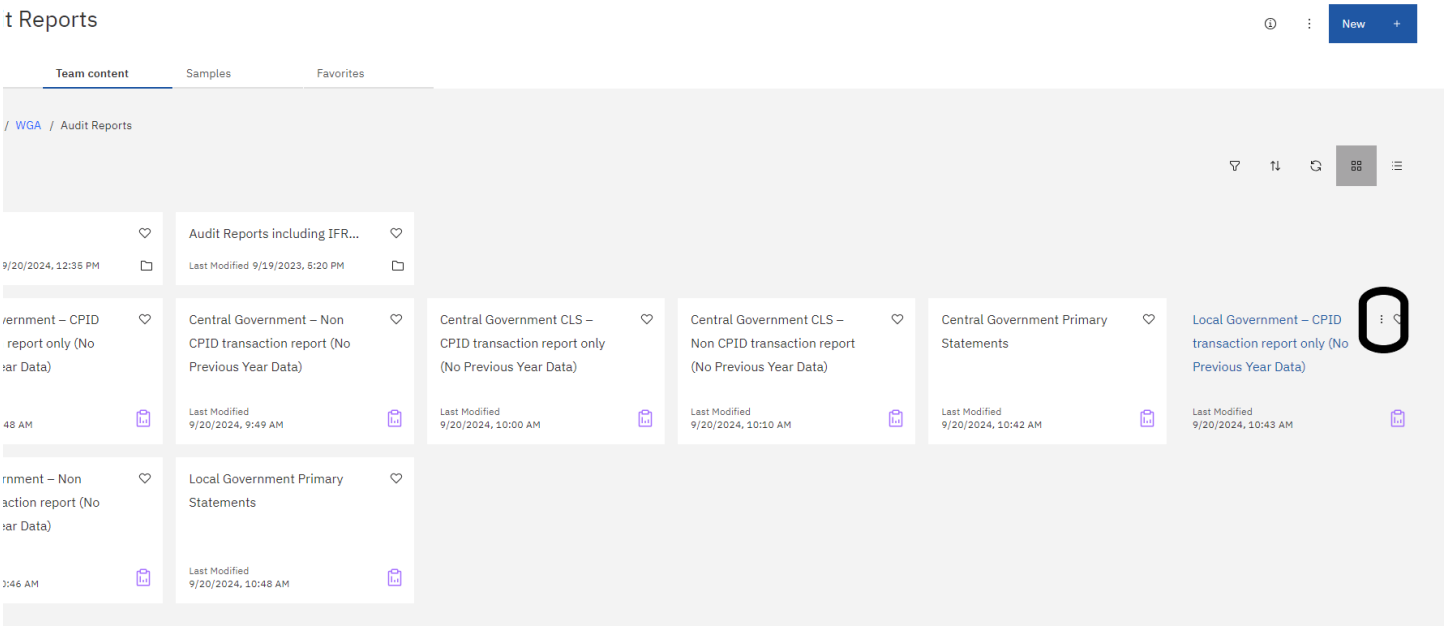 t Reports
New +
Team content
Samples
Favorites
/ WGA / Audit Reports
9/20/2024, 12:35 PM
Audit Reports including IFR...
Last Modified 9/19/2023, 5:20 PM
vernment – CPID
report only (No
ear Data)
48 AM
Central Government – Non
CPID transaction report (No
Previous Year Data)
Last Modified
9/20/2024, 9:49 AM
Central Government CLS –
CPID transaction report only
(No Previous Year Data)
Last Modified
9/20/2024, 10:00 AM
Central Government CLS –
Non CPID transaction report
(No Previous Year Data)
Last Modified
9/20/2024, 10:10 AM
Central Government Primary
Statements
Last Modified
9/20/2024, 10:42 AM
Local Government – CPID
transaction report only (No
Previous Year Data)
Last Modified
9/20/2024, 10:43 AM
rnment – Non
action report (No
ear Data)
0:46 AM
Local Government Primary
Statements
Last Modified
9/20/2024, 10:48 AM